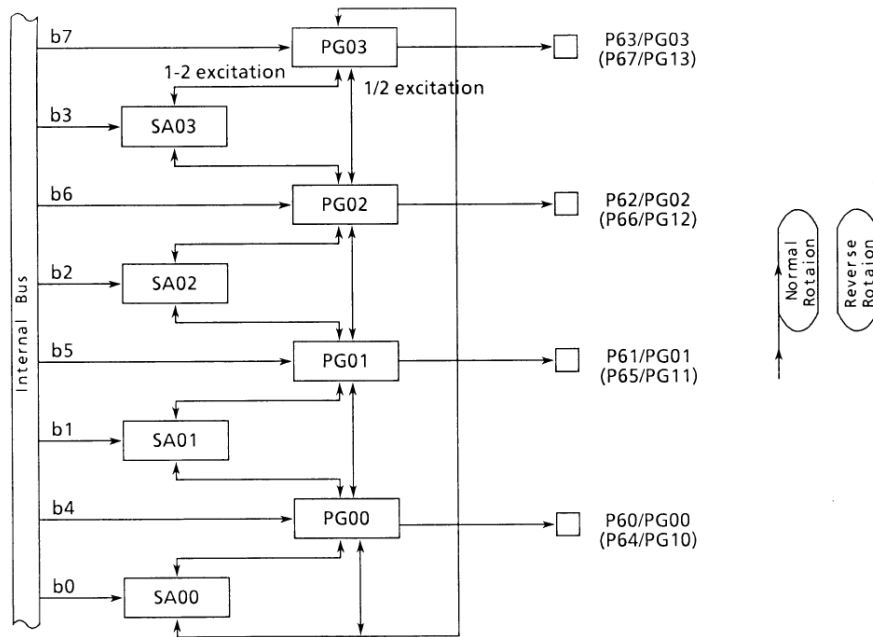 b7
PG03
P63/PG03
(P67/PG13)
1-2 excitation
1/2 excitation
b3
SA03
b6
PG02
P62/PG02
(P66/PG12)
b2
SA02
Normal
Rotaion
Reverse
Rotaion
Internal Bus
b5
PG01
P61/PG01
(P65/PG11)
b1
SA01
b4
PG00
P60/PG00
(P64/PG10)
b0
SA00